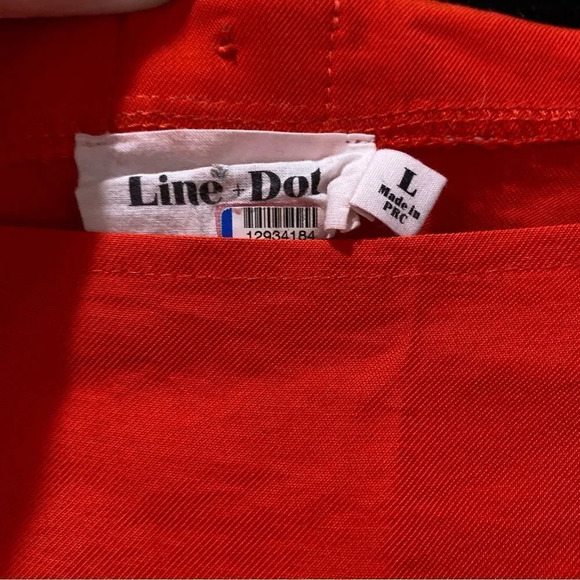 Line + Dot
12934184
L
Made in
PRC